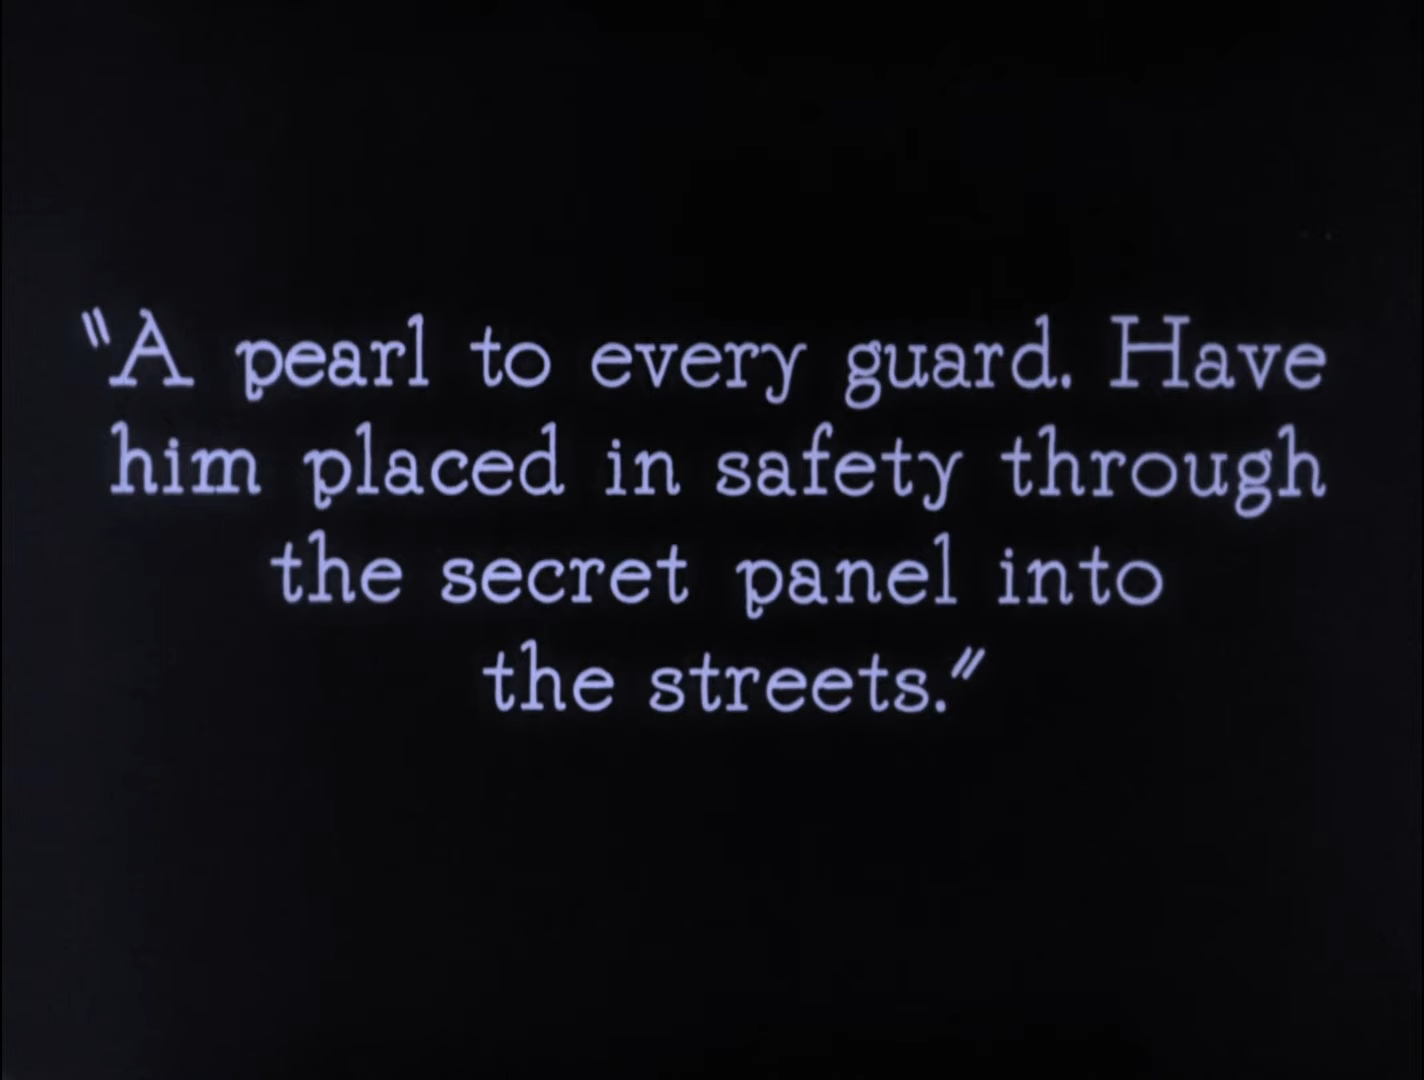 "A pearl to every guard. Have
him placed in safety through
the secret panel into
the streets."